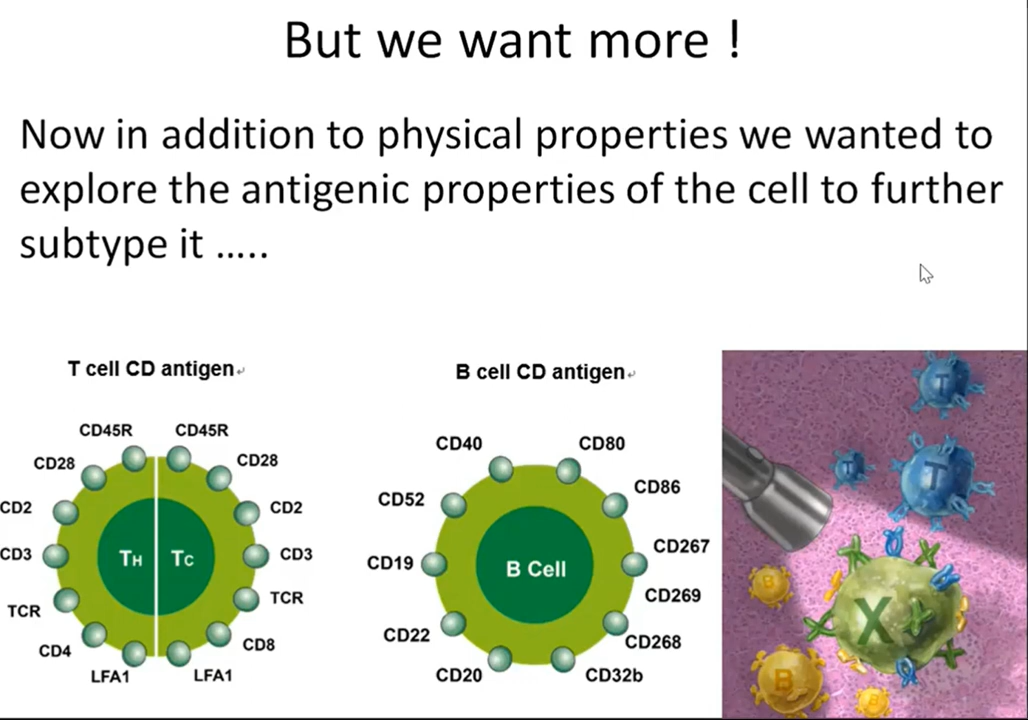 But we want more !
Now in addition to physical properties we wanted to
explore the antigenic properties of the cell to further
subtype it .....
T cell CD antigen
CD45R
CD45R
CD28
CD28
CD2
CD2
CD3
CD3
TH
TC
TCR
TCR
CD4
CD8
LFA1
LFA1
B cell CD antigen
CD40
CD80
CD52
CD86
CD19
CD267
B Cell
CD269
CD22
CD268
CD20
CD32b
T
T
T
B
X
B
B